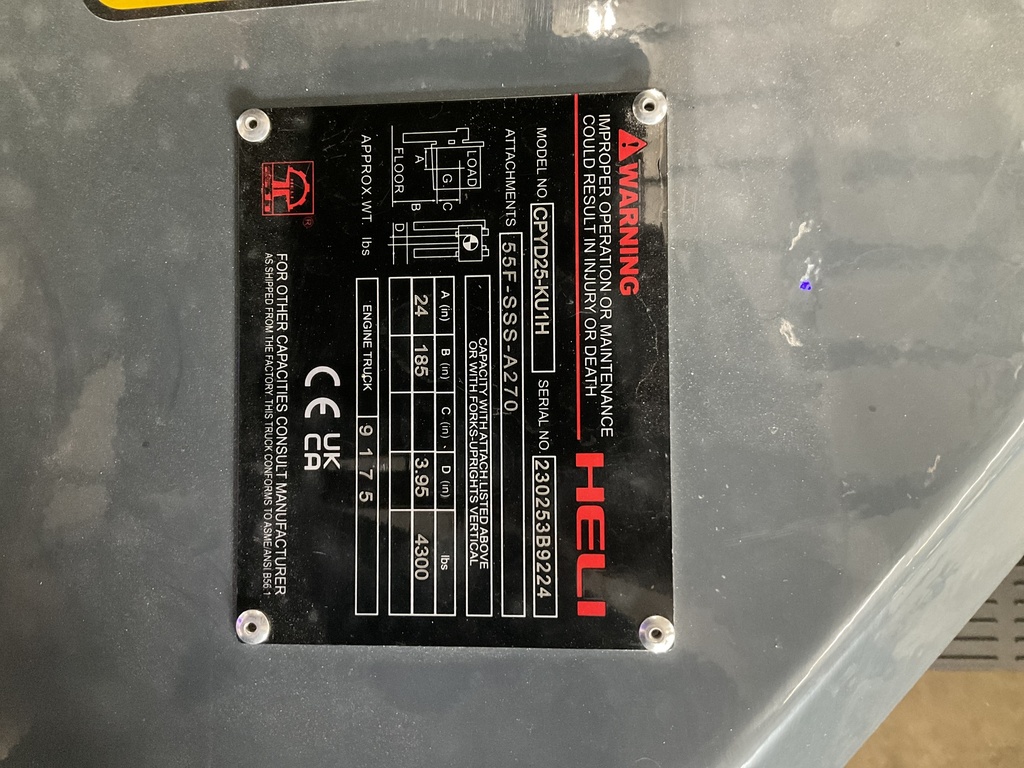 WARNING
IMPROPER OPERATION OR MAINTENANCE
COULD RESULT IN INJURY OR DEATH
HELI
MODEL NO. CPYD25-KU1H SERIAL NO. 230253B9224
ATTACHMENTS 55F-SSS-A270
CAPACITY WITH ATTACH.LISTED ABOVE
OR WITH FORKS-UPRIGHTS VERTICAL
LOAD
A G C
FLOOR B D
A (in) B (in) C (in) D (in) lbs
24 185 3.95 4300
APPROX.WT. lbs ENGINE TRUCK 9175
CE UK
CA
®
FOR OTHER CAPACITIES CONSULT MANUFACTURER
AS SHIPPED FROM THE FACTORY. THIS TRUCK CONFORMS TO ASME/ANSI B56.1